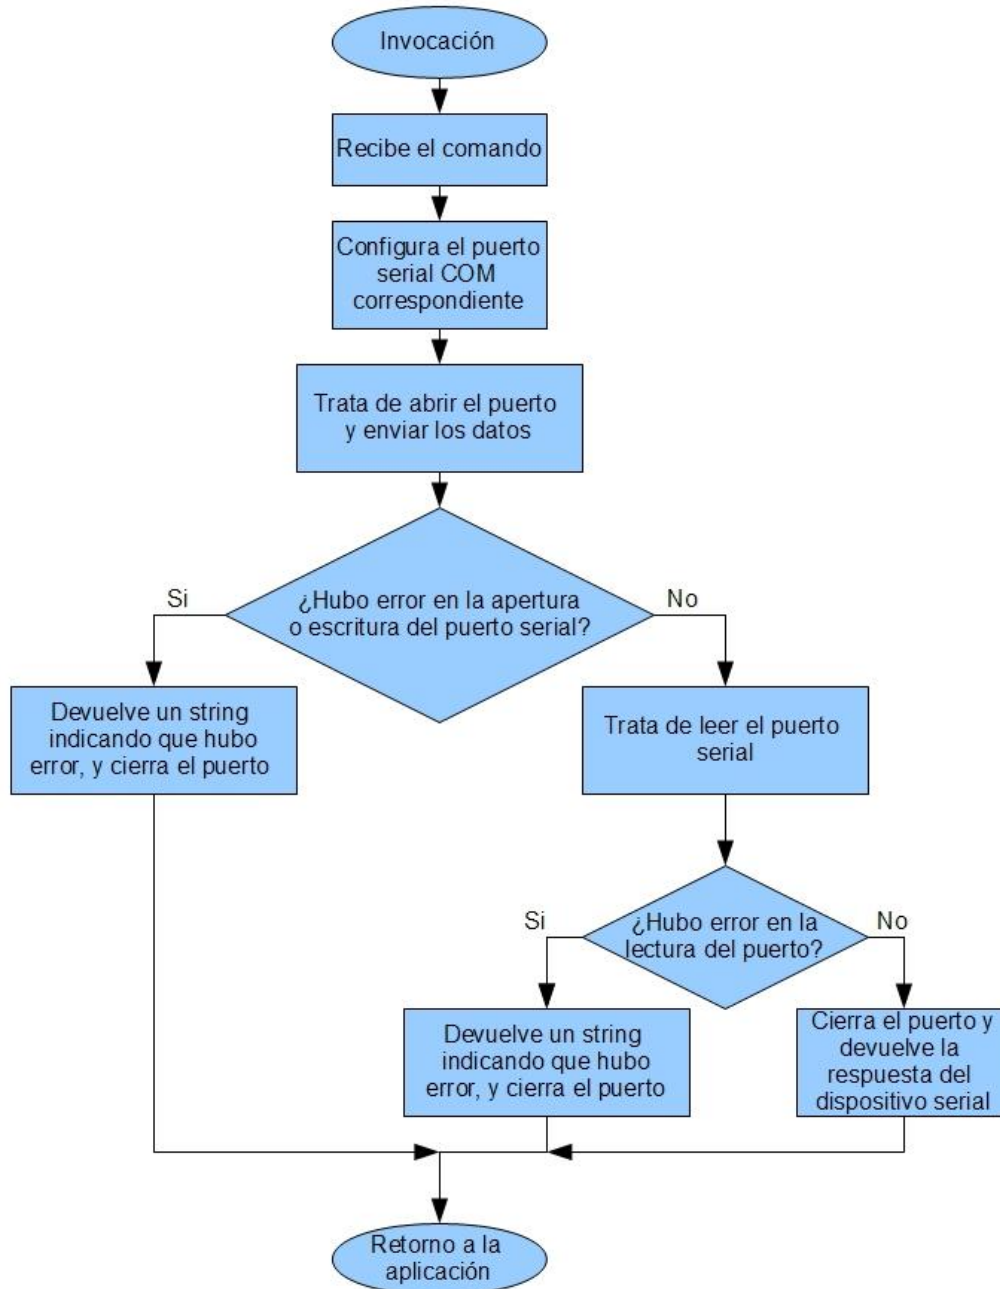 Invocación
Recibe el comando
Configura el puerto
serial COM
correspondiente
Trata de abrir el puerto
y enviar los datos
¿Hubo error en la apertura
o escritura del puerto serial?
Si
No
Devuelve un string
indicando que hubo
error, y cierra el puerto
Trata de leer el puerto
serial
¿Hubo error en la
lectura del puerto?
Si
No
Devuelve un string
indicando que hubo
error, y cierra el puerto
Cierra el puerto y
devuelve la
respuesta del
dispositivo serial
Retorno a la
aplicación